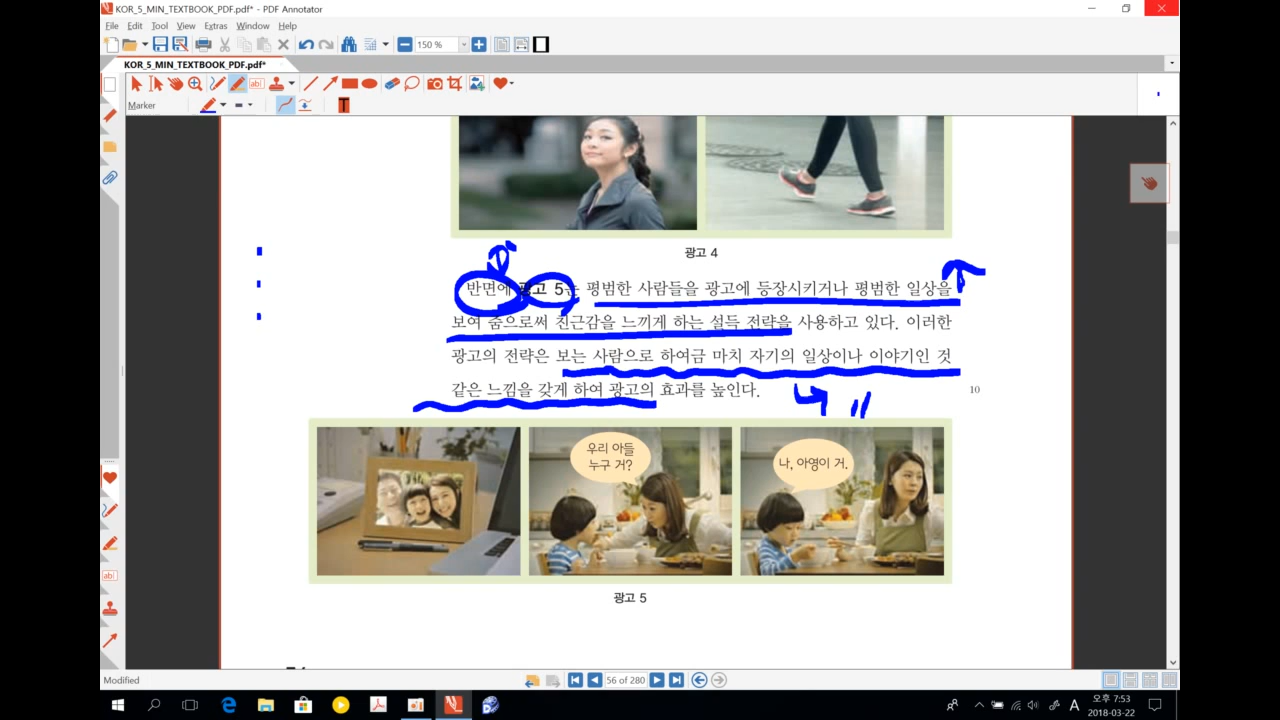 KOR_5_MIN_TEXTBOOK_PDF.pdf* - PDF Annotator
File Edit Tool View Extras Window Help
150 %
KOR_5_MIN_TEXTBOOK_PDF.pdf*
Marker
광고 4
반면에 광고 5는 평범한 사람들을 광고에 등장시키거나 평범한 일상을
보여 줌으로써 친근감을 느끼게 하는 설득 전략을 사용하고 있다. 이러한
광고의 전략은 보는 사람으로 하여금 마치 자기의 일상이나 이야기인 것
같은 느낌을 갖게 하여 광고의 효과를 높인다.
10
우리 아들
누구 거?
나, 아영이 거.
광고 5
Modified
56 of 280
A
오후 7:53
2018-03-22